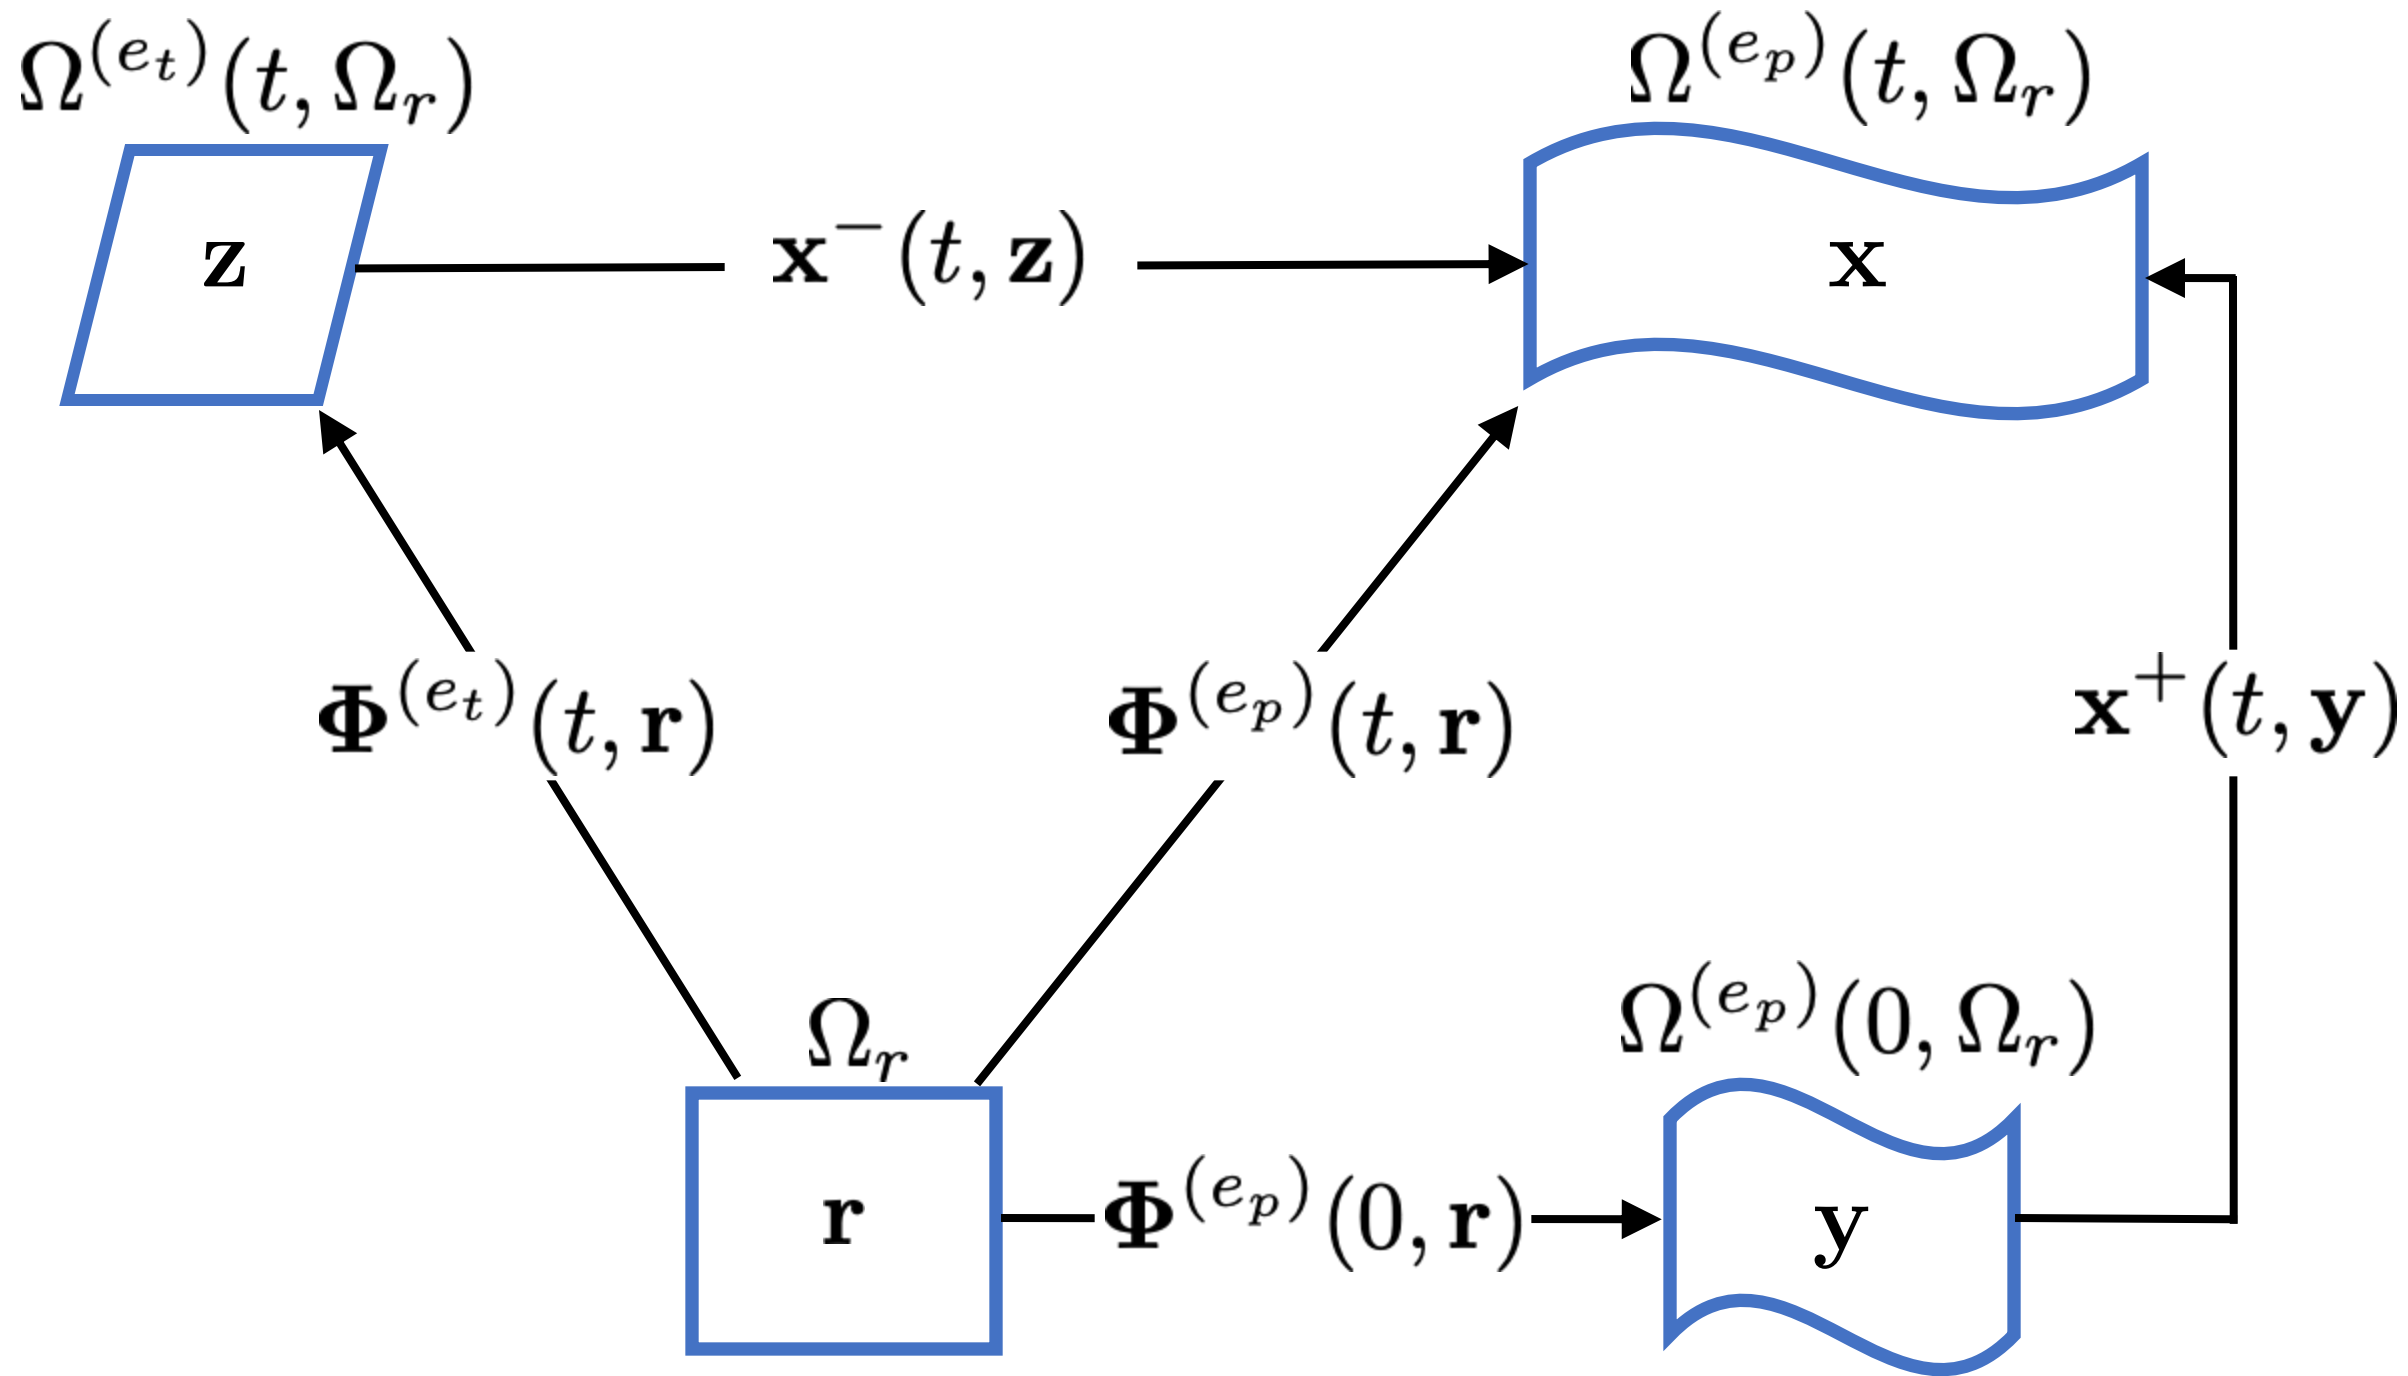 Ω^(e_t)(t, Ω_r)
Ω^(e_p)(t, Ω_r)
z
x^−(t, z)
x
Φ^(e_t)(t, r)
Φ^(e_p)(t, r)
x^+(t, y)
Ω_r
Ω^(e_p)(0, Ω_r)
r
Φ^(e_p)(0, r)
y